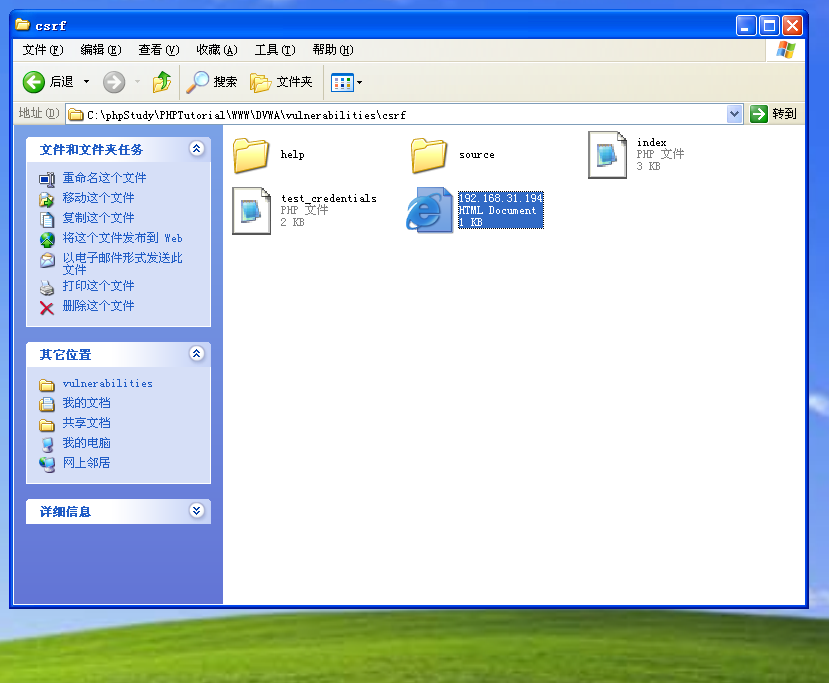 csrf
文件(F) 编辑(E) 查看(V) 收藏(A) 工具(T) 帮助(H)
后退 搜索 文件夹
地址(D) C:\phpStudy\PHPTutorial\WWW\DVWA\vulnerabilities\csrf 转到
文件和文件夹任务
重命名这个文件
移动这个文件
复制这个文件
将这个文件发布到 Web
以电子邮件形式发送此
文件
打印这个文件
删除这个文件
其它位置
vulnerabilities
我的文档
共享文档
我的电脑
网上邻居
详细信息
help
source
index
PHP 文件
3 KB
test_credentials
PHP 文件
2 KB
192.168.31.194
HTML Document
1 KB